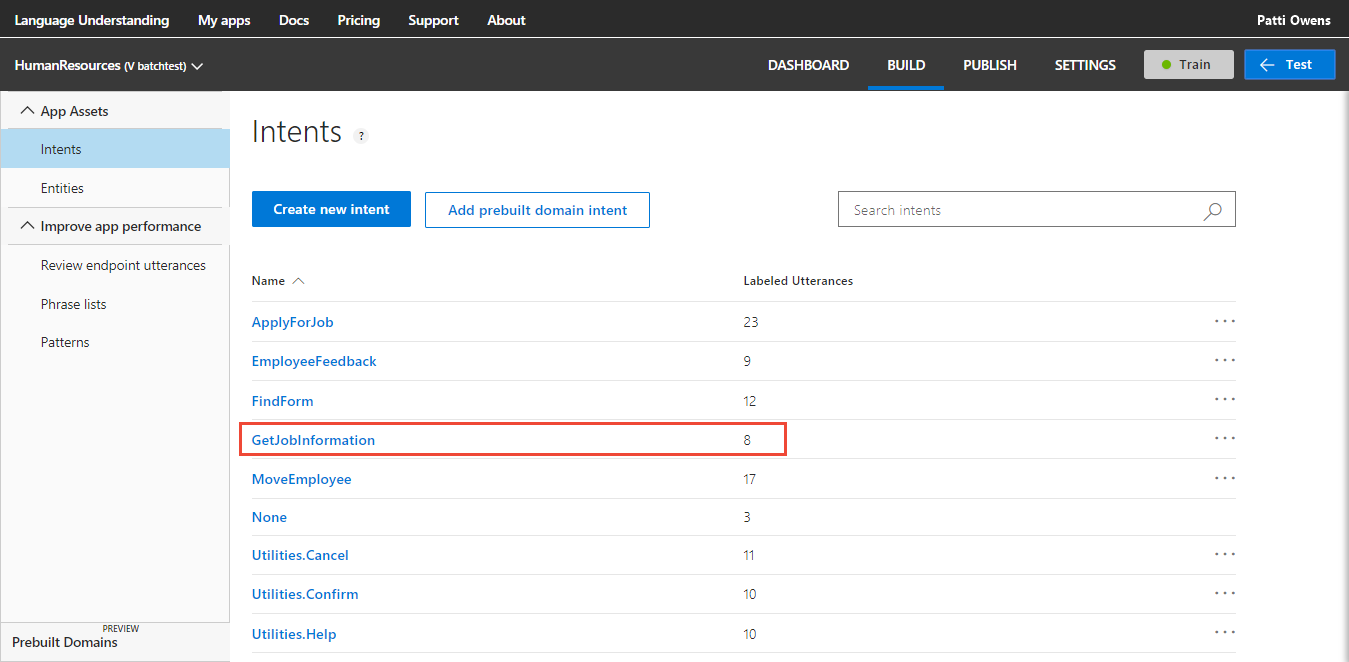 Language Understanding My apps Docs Pricing Support About Patti Owens
HumanResources (V batchtest) DASHBOARD BUILD PUBLISH SETTINGS Train Test
App Assets
Intents
Entities
Improve app performance
Review endpoint utterances
Phrase lists
Patterns
PREVIEW
Prebuilt Domains
Intents ?
Create new intent Add prebuilt domain intent Search intents
Name Labeled Utterances
ApplyForJob 23 ...
EmployeeFeedback 9 ...
FindForm 12 ...
GetJobInformation 8 ...
MoveEmployee 17 ...
None 3
Utilities.Cancel 11 ...
Utilities.Confirm 10 ...
Utilities.Help 10 ...